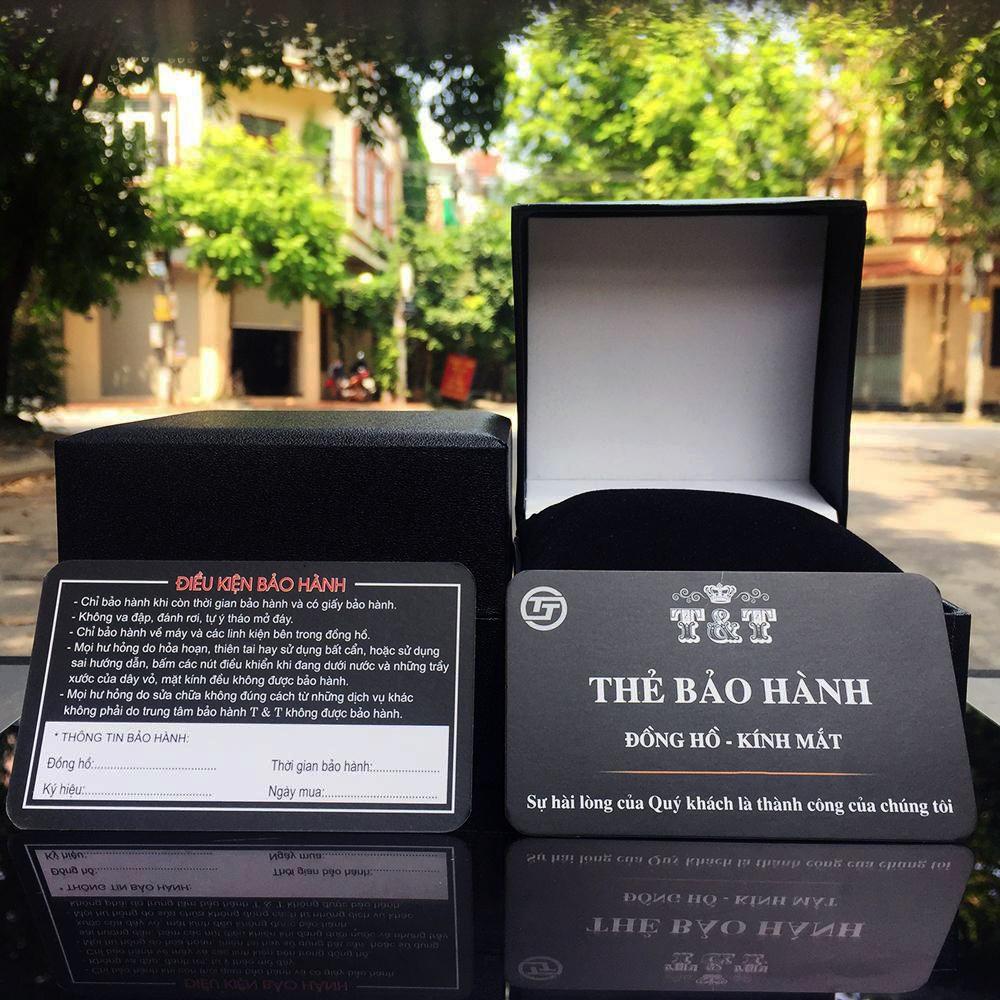 ĐIỀU KIỆN BẢO HÀNH
- Chỉ bảo hành khi còn thời gian bảo hành và có giấy bảo hành.
- Không va đập, đánh rơi, tự ý tháo mở đáy.
- Chỉ bảo hành về máy và các linh kiện bên trong đồng hồ.
- Mọi hư hỏng do hỏa hoạn, thiên tai hay sử dụng bất cẩn, hoặc sử dụng
sai hướng dẫn, bấm các nút điều khiển khi đang dưới nước và những trầy
xước của dây vỏ, mặt kính đều không được bảo hành.
- Mọi hư hỏng do sửa chữa không đúng cách từ những dịch vụ khác
không phải do trung tâm bảo hành T & T không được bảo hành.
* THÔNG TIN BẢO HÀNH:
Đồng hồ:.................................... Thời gian bảo hành:....................
Ký hiệu:..................................... Ngày mua:.................................
T&T
THẺ BẢO HÀNH
ĐỒNG HỒ - KÍNH MẮT
Sự hài lòng của Quý khách là thành công của chúng tôi